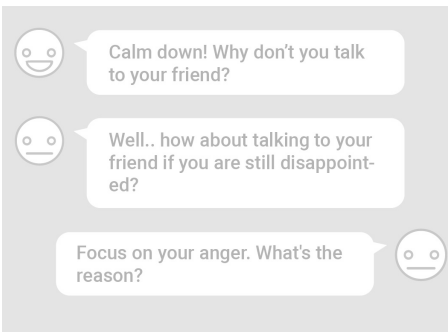 Calm down! Why don’t you talk
to your friend?
Well.. how about talking to your
friend if you are still disappoint-
ed?
Focus on your anger. What's the
reason?